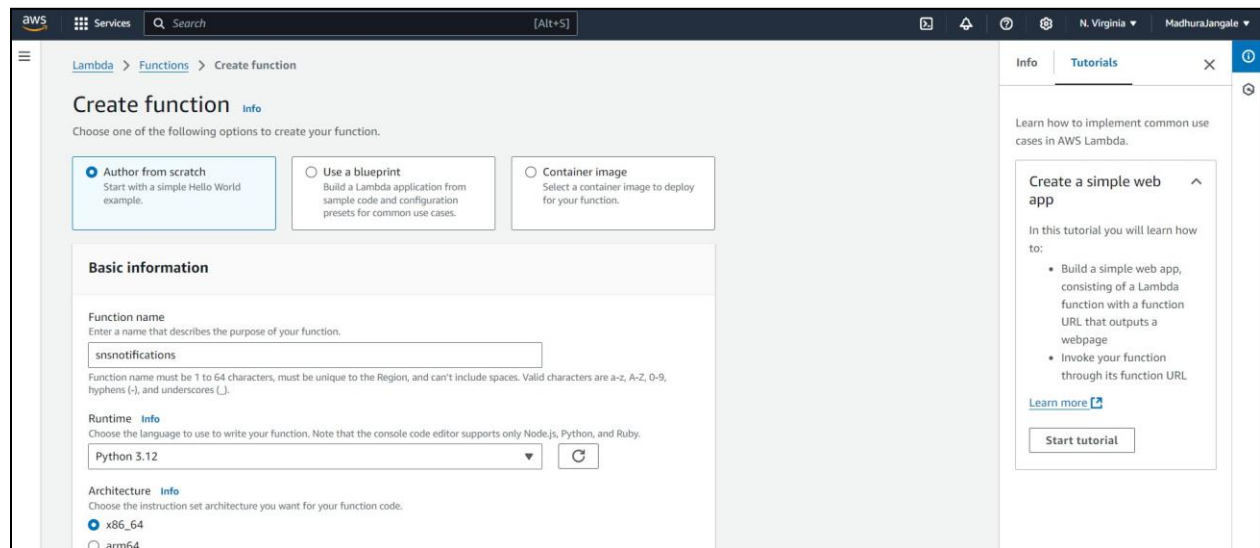 aws
Services
Search
[Alt+S]
N. Virginia ▼
MadhuraJangale ▼
Lambda > Functions > Create function
Create function Info
Choose one of the following options to create your function.
Author from scratch
Start with a simple Hello World
example.
Use a blueprint
Build a Lambda application from
sample code and configuration
presets for common use cases.
Container image
Select a container image to deploy
for your function.
Basic information
Function name
Enter a name that describes the purpose of your function.
snsnotifications
Function name must be 1 to 64 characters, must be unique to the Region, and can't include spaces. Valid characters are a-z, A-Z, 0-9,
hyphens (-), and underscores (_).
Runtime Info
Choose the language to use to write your function. Note that the console code editor supports only Node.js, Python, and Ruby.
Python 3.12
Architecture Info
Choose the instruction set architecture you want for your function code.
x86_64
arm64
Info
Tutorials
Learn how to implement common use
cases in AWS Lambda.
Create a simple web
app
In this tutorial you will learn how
to:
• Build a simple web app,
consisting of a Lambda
function with a function
URL that outputs a
webpage
• Invoke your function
through its function URL
Learn more
Start tutorial